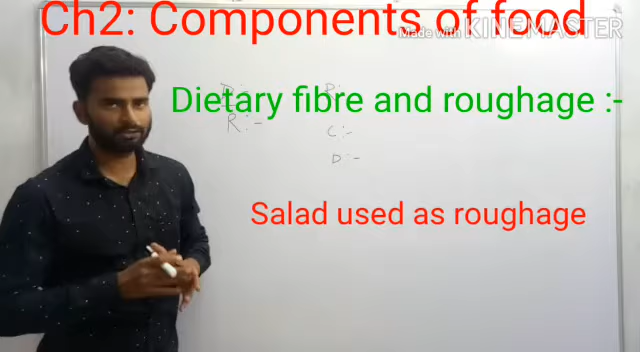 Ch2: Components of food
Made with KINEMASTER
Dietary fibre and roughage :-
R :-
C :-
D :-
Salad used as roughage